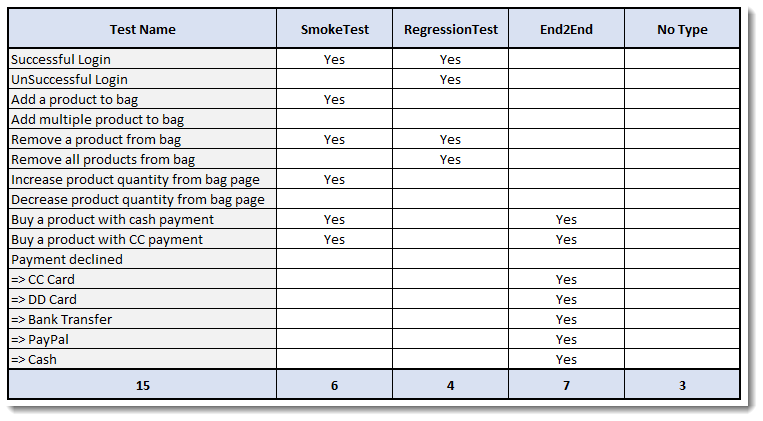 Test Name SmokeTest RegressionTest End2End No Type
Successful Login Yes Yes
UnSuccessful Login Yes
Add a product to bag Yes
Add multiple product to bag
Remove a product from bag Yes Yes
Remove all products from bag Yes
Increase product quantity from bag page Yes
Decrease product quantity from bag page
Buy a product with cash payment Yes Yes
Buy a product with CC payment Yes Yes
Payment declined
=> CC Card Yes
=> DD Card Yes
=> Bank Transfer Yes
=> PayPal Yes
=> Cash Yes
15 6 4 7 3